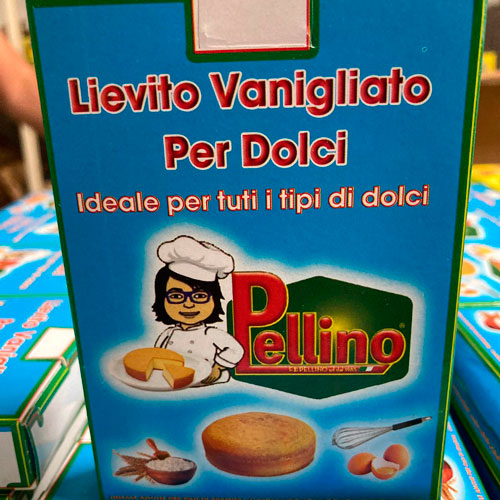 Lievito Vanigliato
Per Dolci
Ideale per tuti i tipi di dolci
Pellino